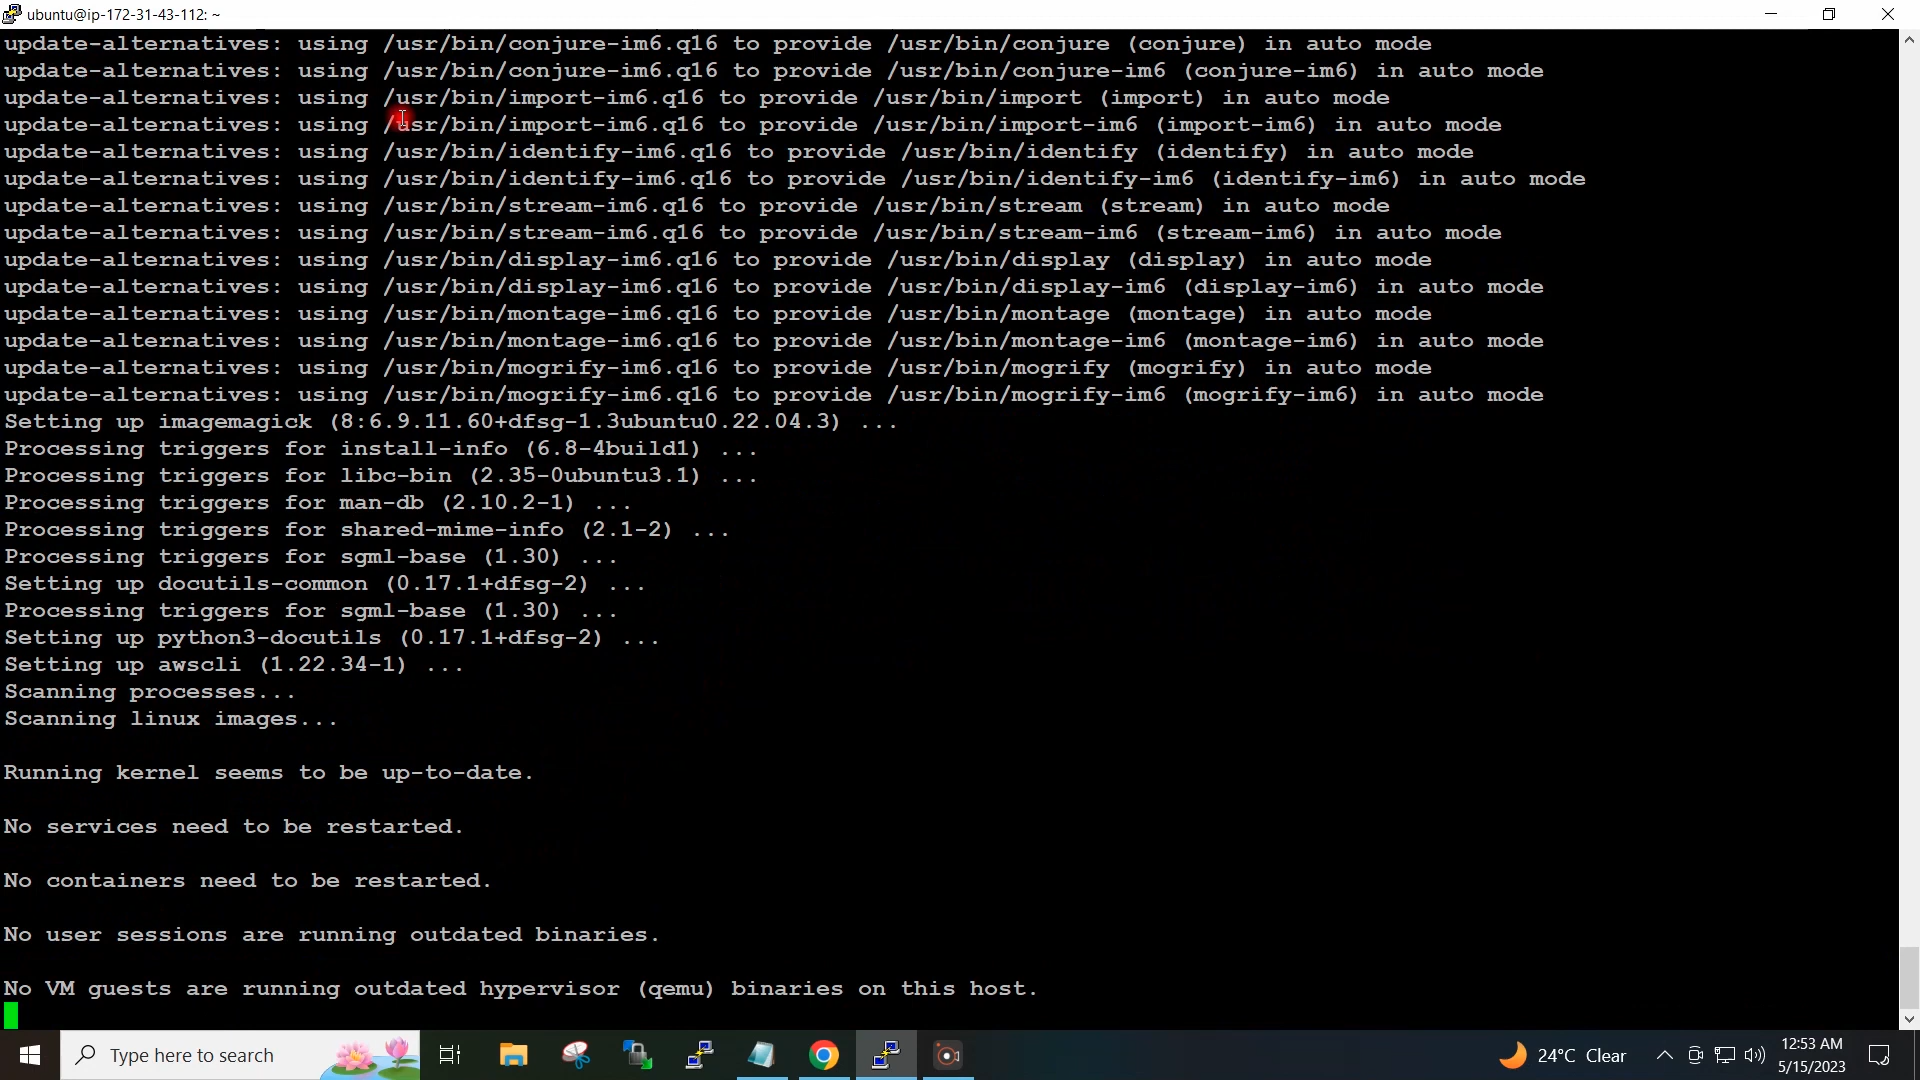 ubuntu@ip-172-31-43-112: ~
update-alternatives: using /usr/bin/conjure-im6.q16 to provide /usr/bin/conjure (conjure) in auto mode
update-alternatives: using /usr/bin/conjure-im6.q16 to provide /usr/bin/conjure-im6 (conjure-im6) in auto mode
update-alternatives: using /usr/bin/import-im6.q16 to provide /usr/bin/import (import) in auto mode
update-alternatives: using /usr/bin/import-im6.q16 to provide /usr/bin/import-im6 (import-im6) in auto mode
update-alternatives: using /usr/bin/identify-im6.q16 to provide /usr/bin/identify (identify) in auto mode
update-alternatives: using /usr/bin/identify-im6.q16 to provide /usr/bin/identify-im6 (identify-im6) in auto mode
update-alternatives: using /usr/bin/stream-im6.q16 to provide /usr/bin/stream (stream) in auto mode
update-alternatives: using /usr/bin/stream-im6.q16 to provide /usr/bin/stream-im6 (stream-im6) in auto mode
update-alternatives: using /usr/bin/display-im6.q16 to provide /usr/bin/display (display) in auto mode
update-alternatives: using /usr/bin/display-im6.q16 to provide /usr/bin/display-im6 (display-im6) in auto mode
update-alternatives: using /usr/bin/montage-im6.q16 to provide /usr/bin/montage (montage) in auto mode
update-alternatives: using /usr/bin/montage-im6.q16 to provide /usr/bin/montage-im6 (montage-im6) in auto mode
update-alternatives: using /usr/bin/mogrify-im6.q16 to provide /usr/bin/mogrify (mogrify) in auto mode
update-alternatives: using /usr/bin/mogrify-im6.q16 to provide /usr/bin/mogrify-im6 (mogrify-im6) in auto mode
Setting up imagemagick (8:6.9.11.60+dfsg-1.3ubuntu0.22.04.3) ...
Processing triggers for install-info (6.8-4build1) ...
Processing triggers for libc-bin (2.35-0ubuntu3.1) ...
Processing triggers for man-db (2.10.2-1) ...
Processing triggers for shared-mime-info (2.1-2) ...
Processing triggers for sgml-base (1.30) ...
Setting up docutils-common (0.17.1+dfsg-2) ...
Processing triggers for sgml-base (1.30) ...
Setting up python3-docutils (0.17.1+dfsg-2) ...
Setting up awscli (1.22.34-1) ...
Scanning processes...
Scanning linux images...
Running kernel seems to be up-to-date.
No services need to be restarted.
No containers need to be restarted.
No user sessions are running outdated binaries.
No VM guests are running outdated hypervisor (qemu) binaries on this host.
Type here to search
24°C Clear
12:53 AM
5/15/2023